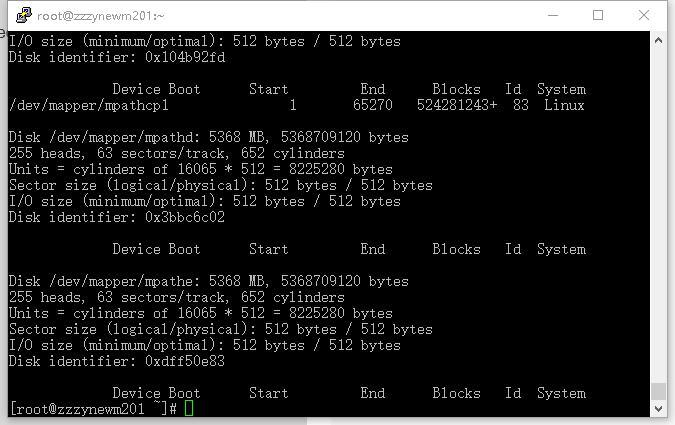 root@zzzynewm201:~
I/O size (minimum/optimal): 512 bytes / 512 bytes
Disk identifier: 0x104b92fd
Device Boot Start End Blocks Id System
/dev/mapper/mpathcp1 1 65270 524281243+ 83 Linux
Disk /dev/mapper/mpathd: 5368 MB, 5368709120 bytes
255 heads, 63 sectors/track, 652 cylinders
Units = cylinders of 16065 * 512 = 8225280 bytes
Sector size (logical/physical): 512 bytes / 512 bytes
I/O size (minimum/optimal): 512 bytes / 512 bytes
Disk identifier: 0x3bbc6c02
Device Boot Start End Blocks Id System
Disk /dev/mapper/mpathe: 5368 MB, 5368709120 bytes
255 heads, 63 sectors/track, 652 cylinders
Units = cylinders of 16065 * 512 = 8225280 bytes
Sector size (logical/physical): 512 bytes / 512 bytes
I/O size (minimum/optimal): 512 bytes / 512 bytes
Disk identifier: 0xdff50e83
Device Boot Start End Blocks Id System
[root@zzzynewm201 ~]#